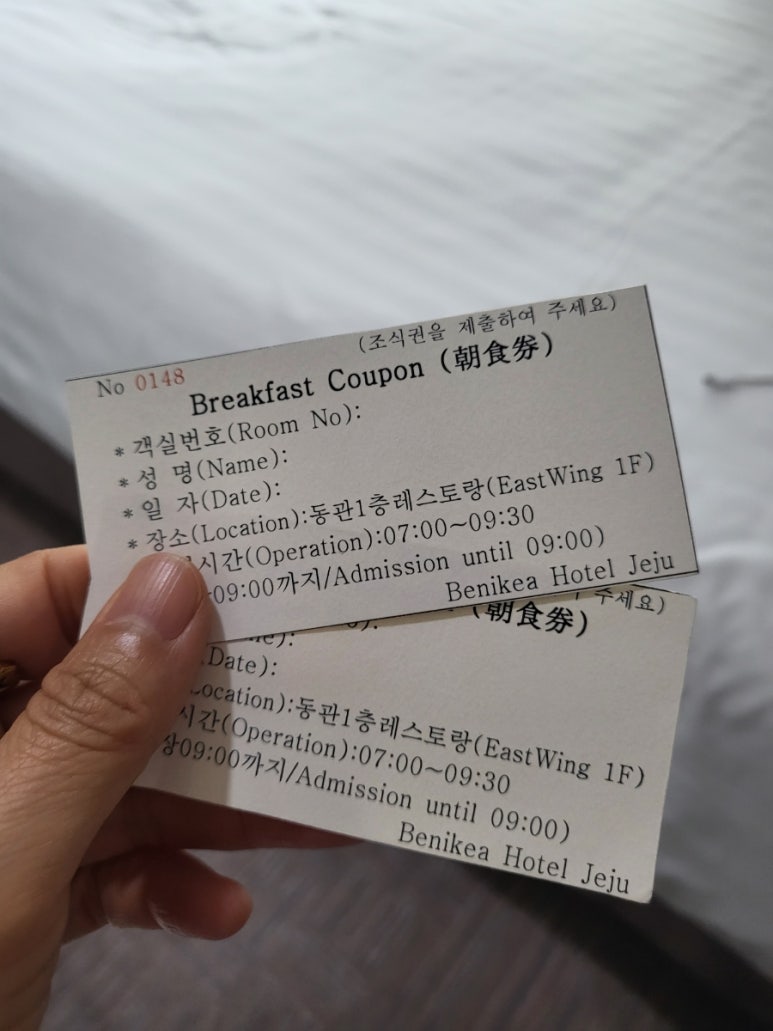 (조식권을 제출하여 주세요)
No 0148
Breakfast Coupon (朝食券)
* 객실번호(Room No):
* 성 명(Name):
* 일 자(Date):
* 장소(Location):동관1층레스토랑(EastWing 1F)
시간(Operation):07:00~09:30
09:00까지/Admission until 09:00)
Benikea Hotel Jeju
주세요)
(朝食券)
Date):
Location):동관1층레스토랑(EastWing 1F)
시간(Operation):07:00~09:30
장09:00까지/Admission until 09:00)
Benikea Hotel Jeju